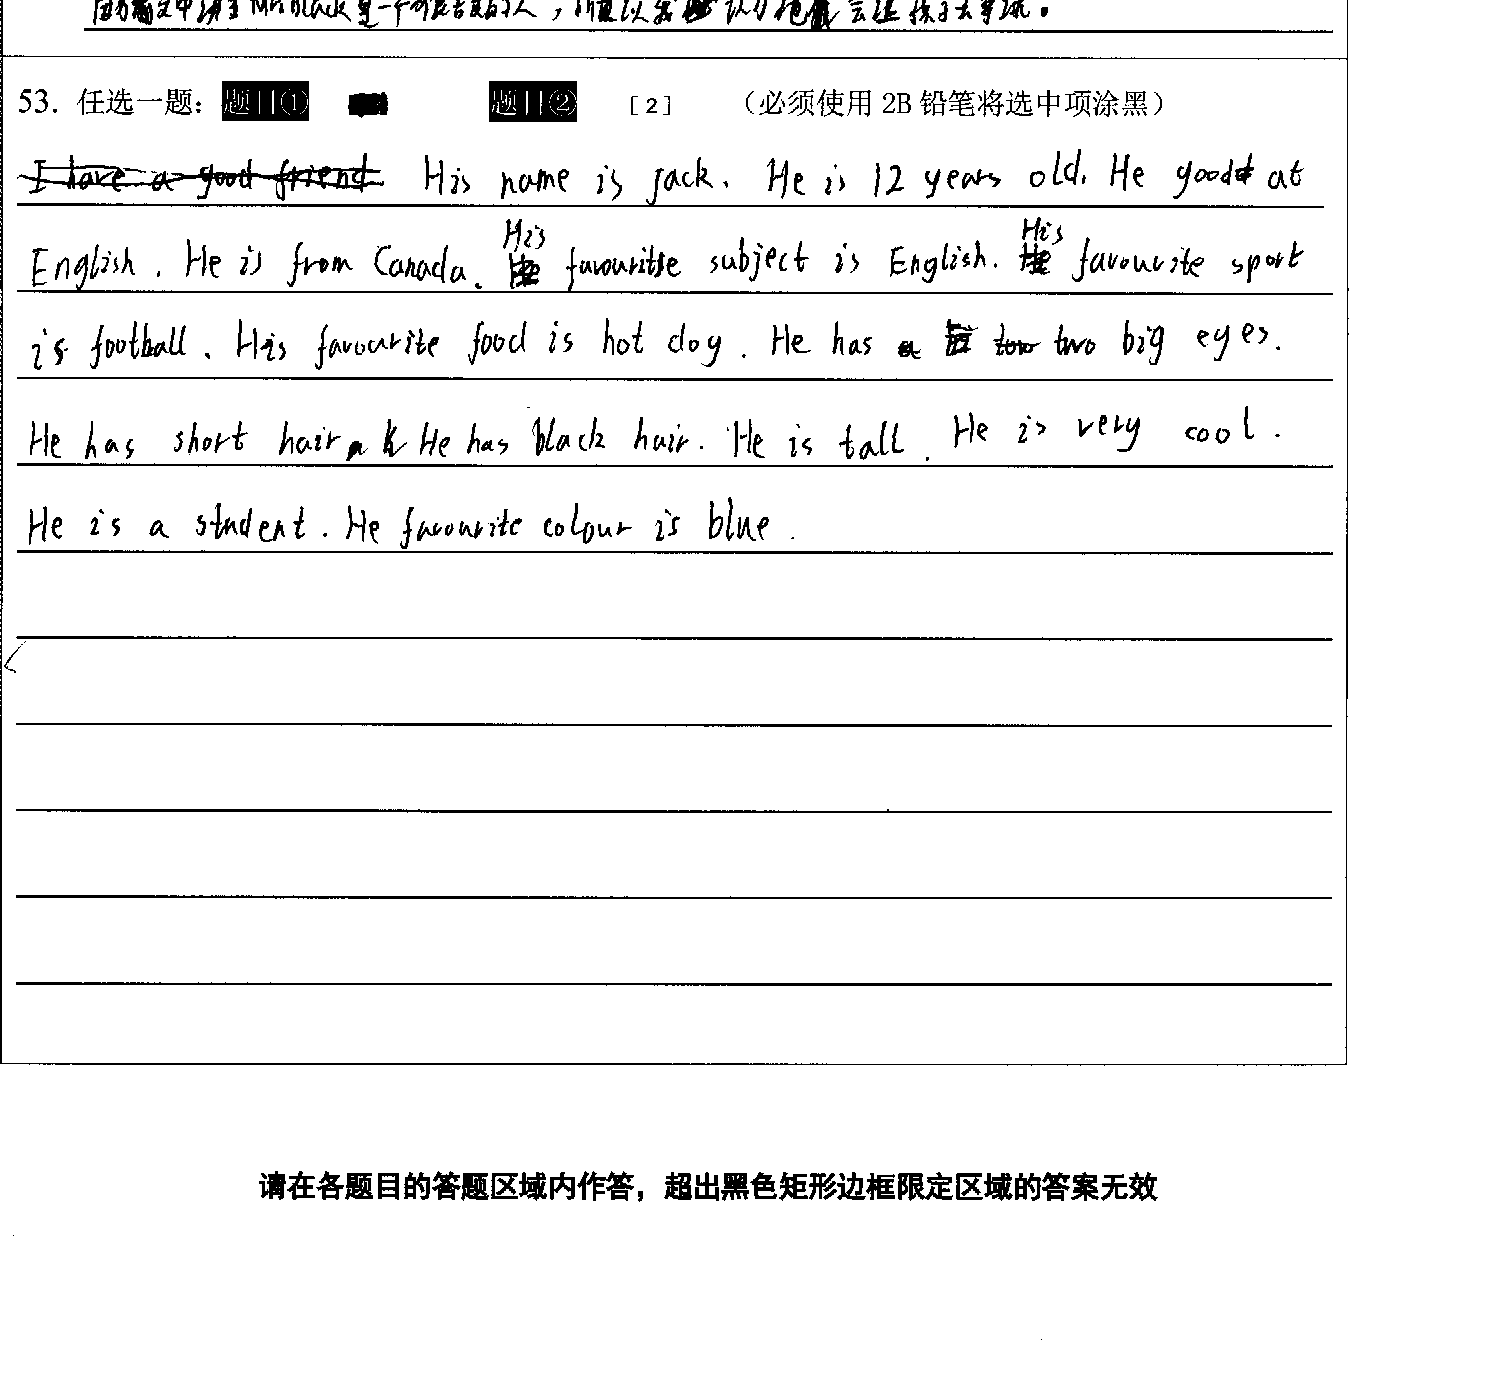 53. 任选一题：题目① 题目② [2] （必须使用 2B 铅笔将选中项涂黑）
I have a good friend His name is Jack. He is 12 years old. He good at
English. He is from Canada. His favouritse subject is English. His favourite sport
is football. His favourite food is hot dog. He has two big eyes.
He has short hair He has black hair. He is tall. He is very cool.
He is a student. He favourite colour is blue.
请在各题目的答题区域内作答，超出黑色矩形边框限定区域的答案无效